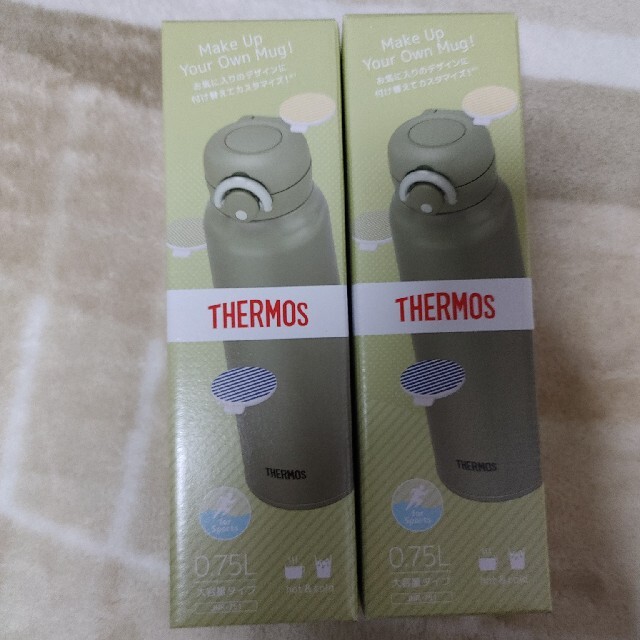 Make Up
Your Own Mug!
お気に入りのデザインに
付け替えてカスタマイズ!
THERMOS
THERMOS
0.75L
大容量タイプ
Make Up
Your Own Mug!
お気に入りのデザインに
付け替えてカスタマイズ!
THERMOS
THERMOS
0.75L
大容量タイプ